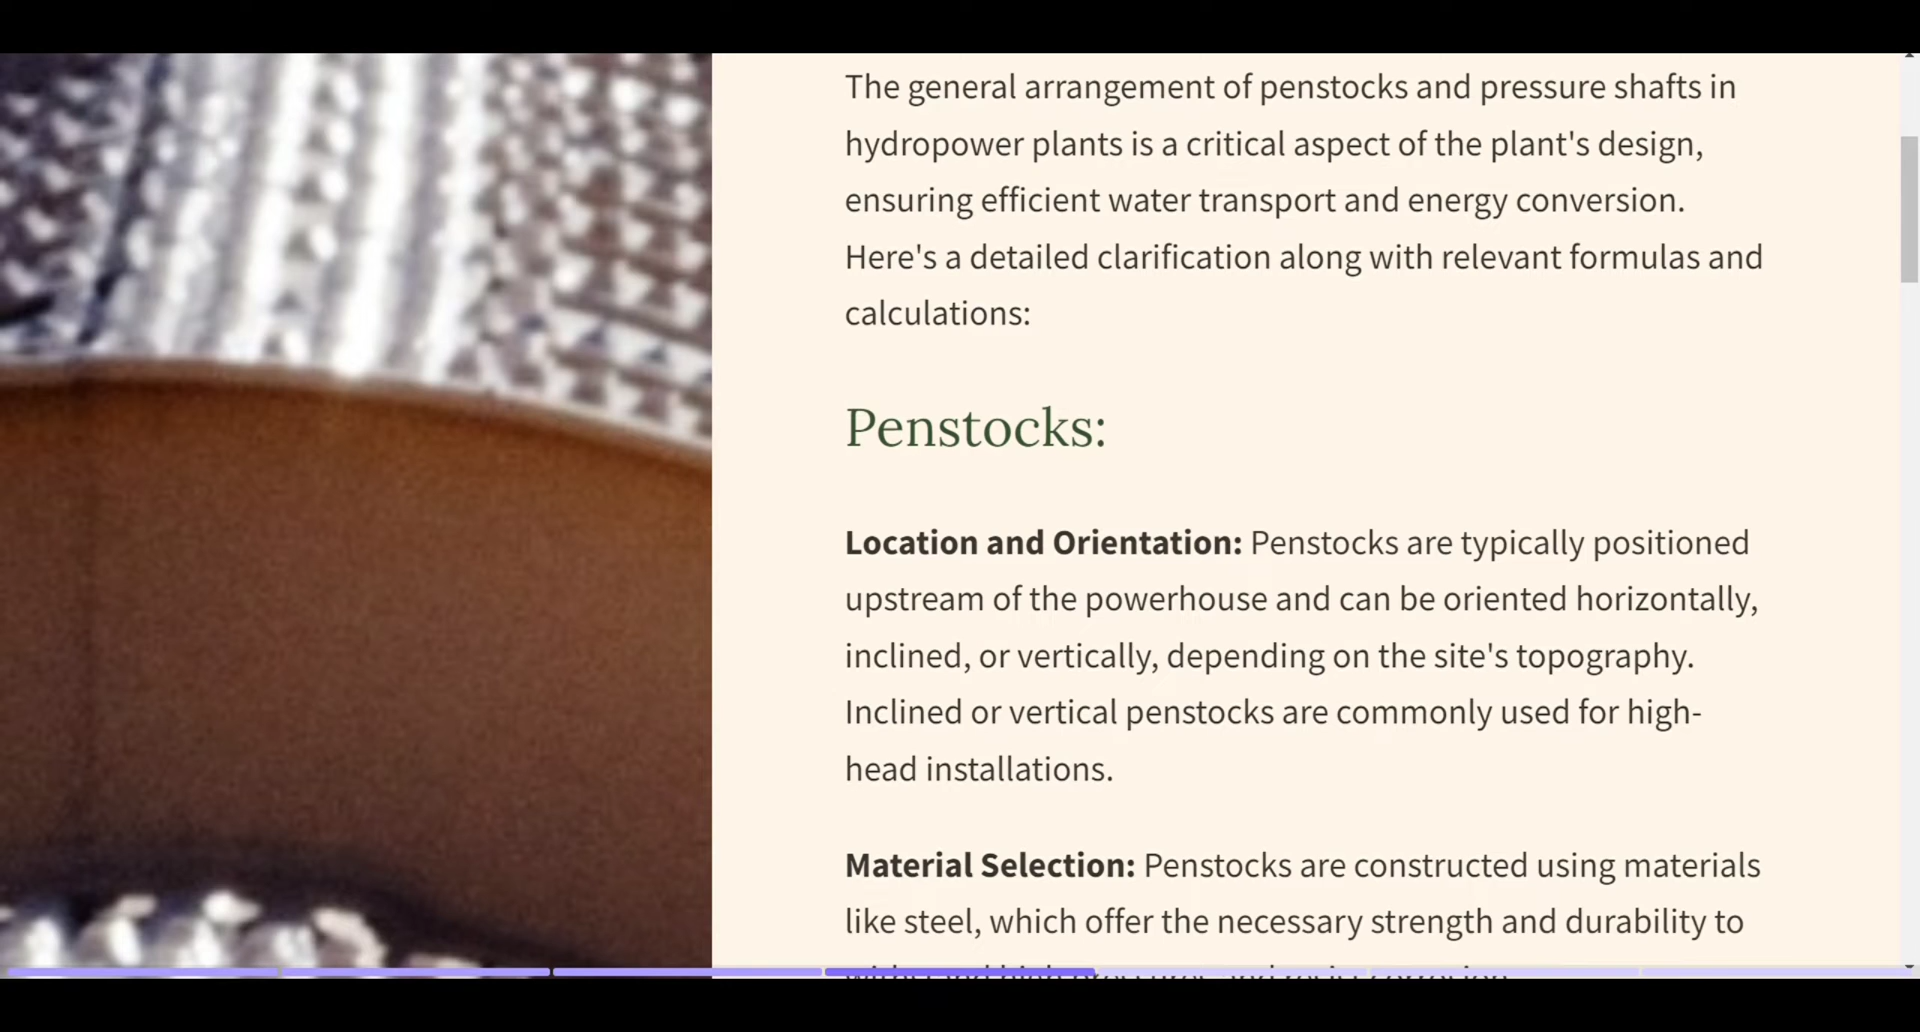 The general arrangement of penstocks and pressure shafts in
hydropower plants is a critical aspect of the plant's design,
ensuring efficient water transport and energy conversion.
Here's a detailed clarification along with relevant formulas and
calculations:
Penstocks:
Location and Orientation: Penstocks are typically positioned
upstream of the powerhouse and can be oriented horizontally,
inclined, or vertically, depending on the site's topography.
Inclined or vertical penstocks are commonly used for high-
head installations.
Material Selection: Penstocks are constructed using materials
like steel, which offer the necessary strength and durability to